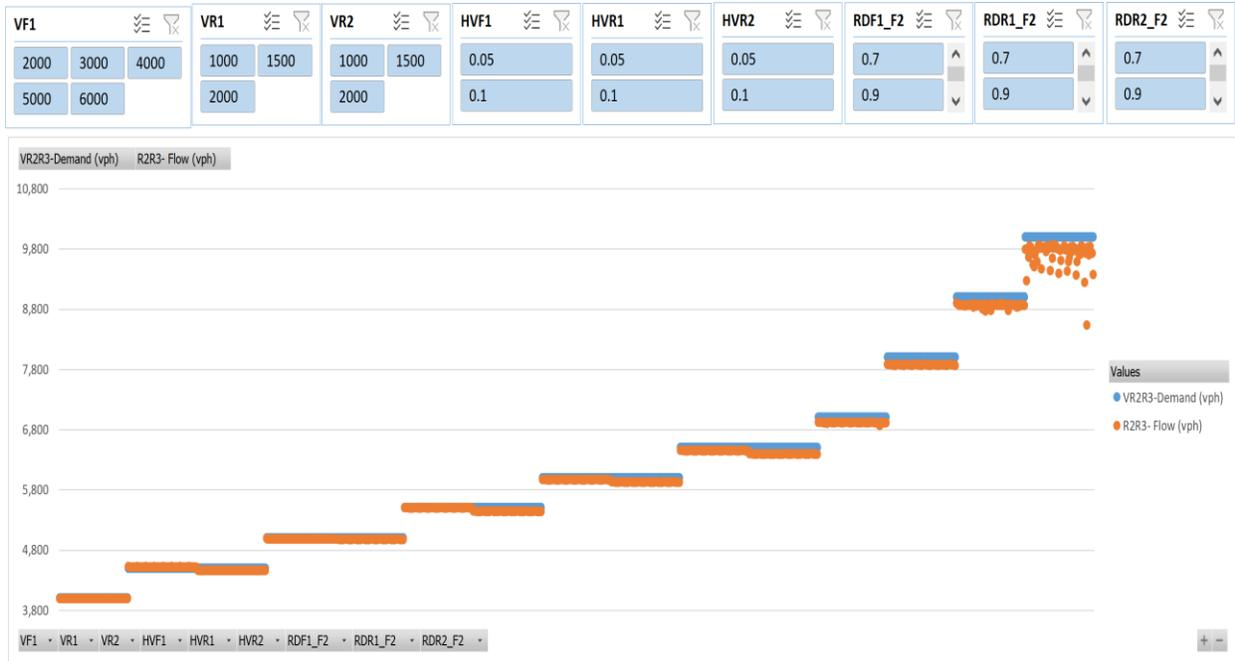 VF1 VR1 VR2 HVF1 HVR1 HVR2 RDF1_F2 RDR1_F2 RDR2_F2
2000 3000 4000 1000 1500 1000 1500 0.05 0.05 0.05 0.7 0.7 0.7
5000 6000 2000 2000 0.1 0.1 0.1 0.9 0.9 0.9
VR2R3-Demand (vph) R2R3- Flow (vph)
10,800
9,800
8,800
7,800
6,800
5,800
4,800
3,800
Values
VR2R3-Demand (vph)
R2R3- Flow (vph)
VF1 VR1 VR2 HVF1 HVR1 HVR2 RDF1_F2 RDR1_F2 RDR2_F2
+ −